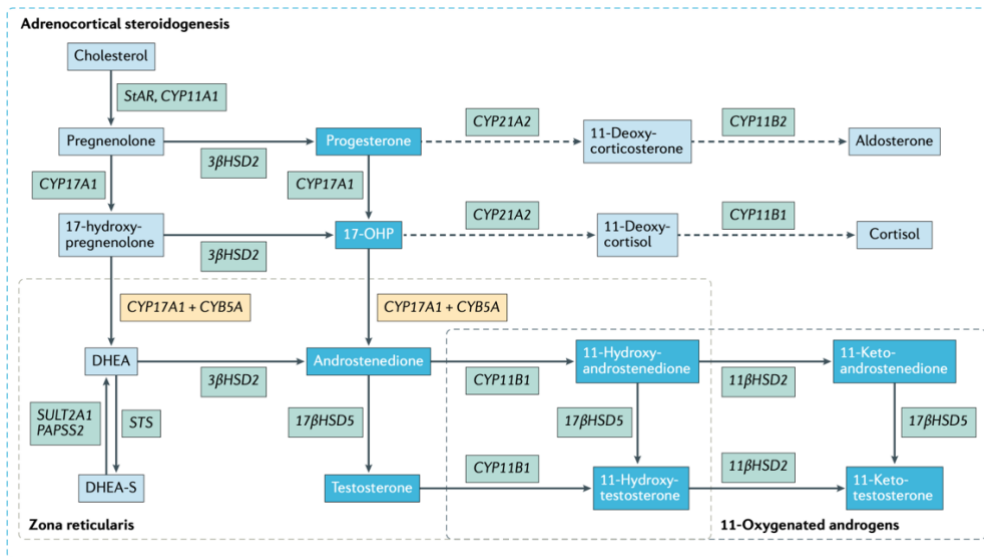 Adrenocortical steroidogenesis
Cholesterol
StAR, CYP11A1
CYP21A2
CYP11B2
Pregnenolone
Progesterone
11-Deoxy-
corticosterone
Aldosterone
3βHSD2
CYP17A1
CYP17A1
CYP21A2
CYP11B1
17-hydroxy-
pregnenolone
17-OHP
11-Deoxy-
cortisol
Cortisol
3βHSD2
CYP17A1 + CYB5A
CYP17A1 + CYB5A
DHEA
Androstenedione
11-Hydroxy-
androstenedione
11-Keto-
androstenedione
3βHSD2
CYP11B1
11βHSD2
SULT2A1
PAPSS2
STS
17βHSD5
17βHSD5
17βHSD5
CYP11B1
11βHSD2
DHEA-S
Testosterone
11-Hydroxy-
testosterone
11-Keto-
testosterone
Zona reticularis
11-Oxygenated androgens